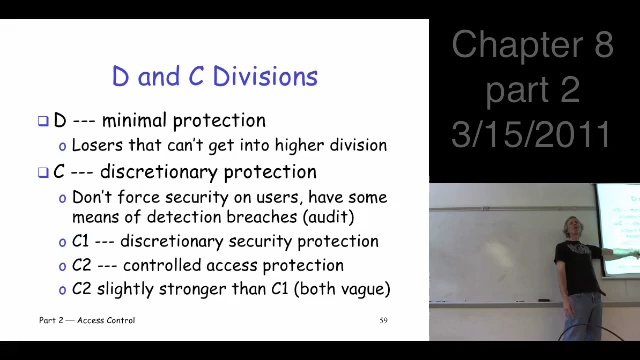 D and C Divisions
D --- minimal protection
Losers that can't get into higher division
C --- discretionary protection
Don't force security on users, have some
means of detection breaches (audit)
C1 --- discretionary security protection
C2 --- controlled access protection
C2 slightly stronger than C1 (both vague)
Part 2 — Access Control
59
Chapter 8
part 2
3/15/2011